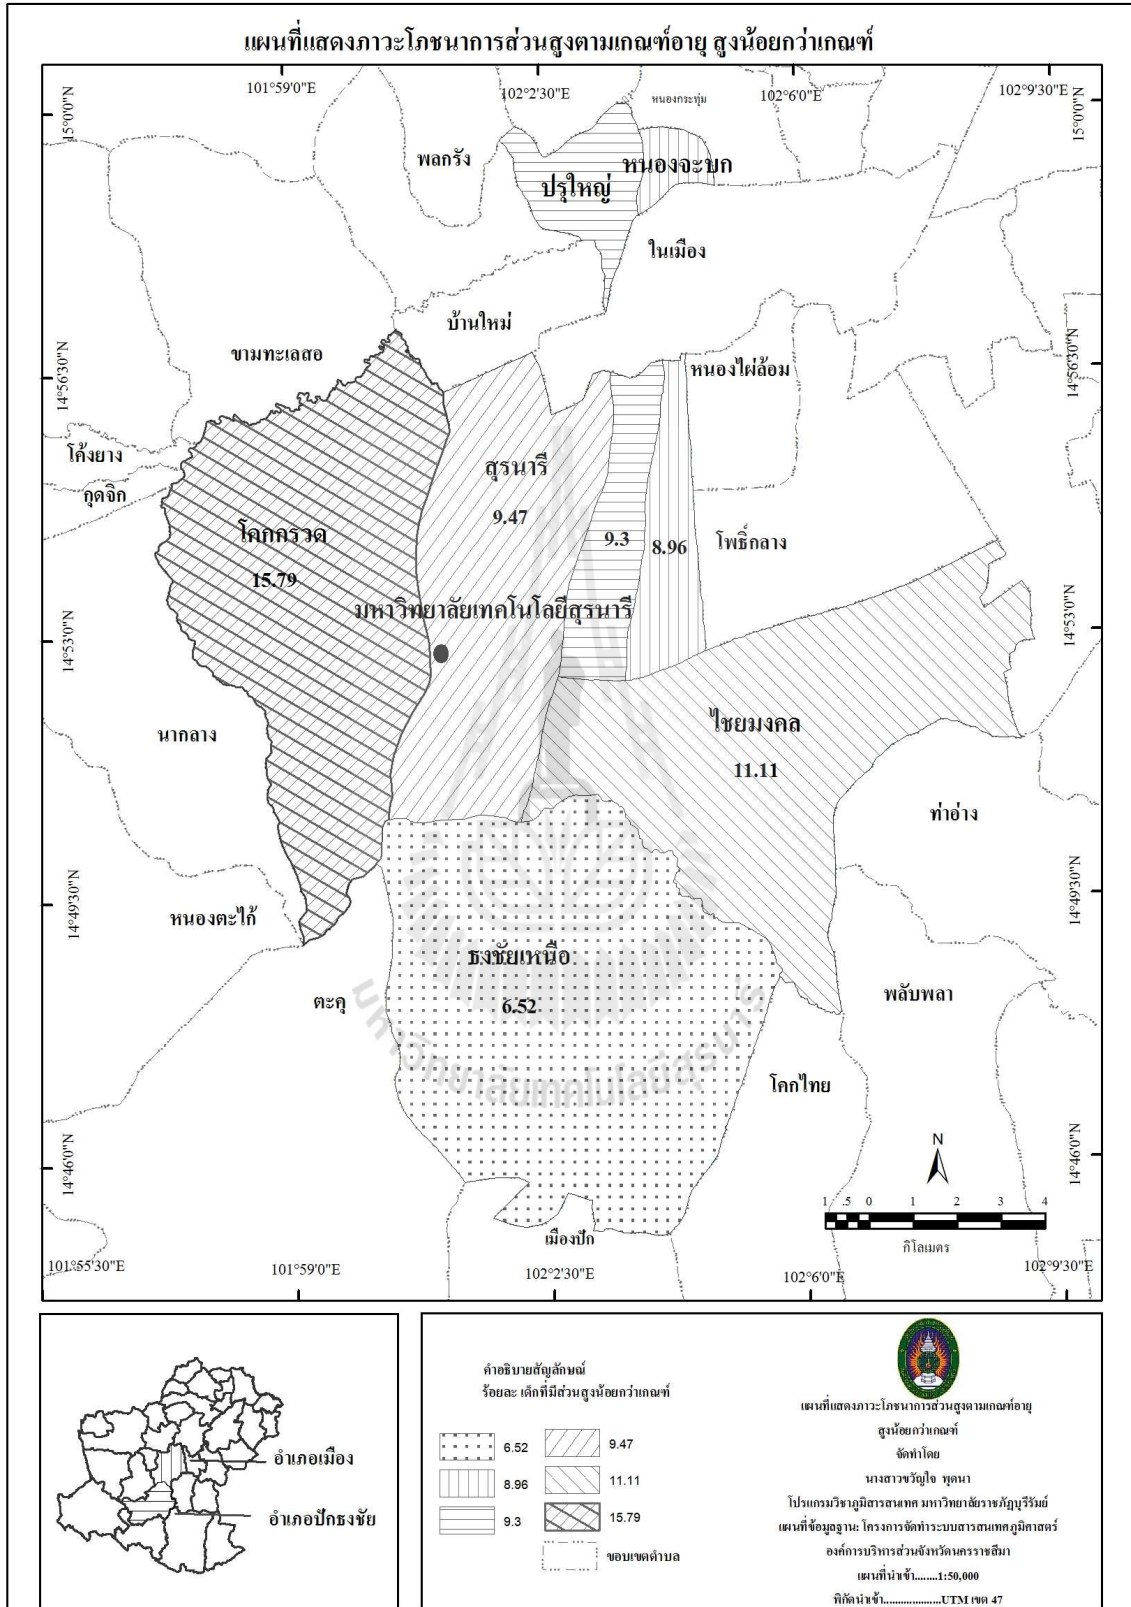 แผนที่แสดงภาวะโภชนาการส่วนสูงตามเกณฑ์อายุ สูงน้อยกว่าเกณฑ์
101°59'0"E
102°2'30"E
หนองกระทุ่ม
102°6'0"E
102°9'30"E
15°0'0"N
15°0'0"N
พลกรัง
หนองจะบก
ปรุใหญ่
ในเมือง
บ้านใหม่
ขามทะเลสอ
หนองไผ่ล้อม
14°56'30"N
14°56'30"N
โค้งยาง
กุดจิก
สุรนารี
9.47
โคกกรวด
15.79
9.3
8.96
โพธิ์กลาง
มหาวิทยาลัยเทคโนโลยีสุรนารี
14°53'0"N
14°53'0"N
นากลาง
ไชยมงคล
11.11
ท่าอ่าง
14°49'30"N
14°49'30"N
หนองตะไก้
ธงชัยเหนือ
6.52
ตะคุ
พลับพลา
มหาวิทยาลัยเทคโนโลยีสุรนารี
โคกไทย
14°46'0"N
14°46'0"N
N
1 .5 0 1 2 3 4
กิโลเมตร
เมืองปัก
101°55'30"E
101°59'0"E
102°2'30"E
102°6'0"E
102°9'30"E
อำเภอเมือง
อำเภอปักธงชัย
คำอธิบายสัญลักษณ์
ร้อยละ เด็กที่มีส่วนสูงน้อยกว่าเกณฑ์
6.52
9.47
8.96
11.11
9.3
15.79
ขอบเขตตำบล
แผนที่แสดงภาวะโภชนาการส่วนสูงตามเกณฑ์อายุ
สูงน้อยกว่าเกณฑ์
จัดทำโดย
นางสาวขวัญใจ พุดนา
โปรแกรมวิชาภูมิสารสนเทศ มหาวิทยาลัยราชภัฏบุรีรัมย์
แผนที่ข้อมูลฐาน: โครงการจัดทำระบบสารสนเทศภูมิศาสตร์
องค์การบริหารส่วนจังหวัดนครราชสีมา
แผนที่นำเข้า........1:50,000
พิกัดนำเข้า...................UTM เขต 47